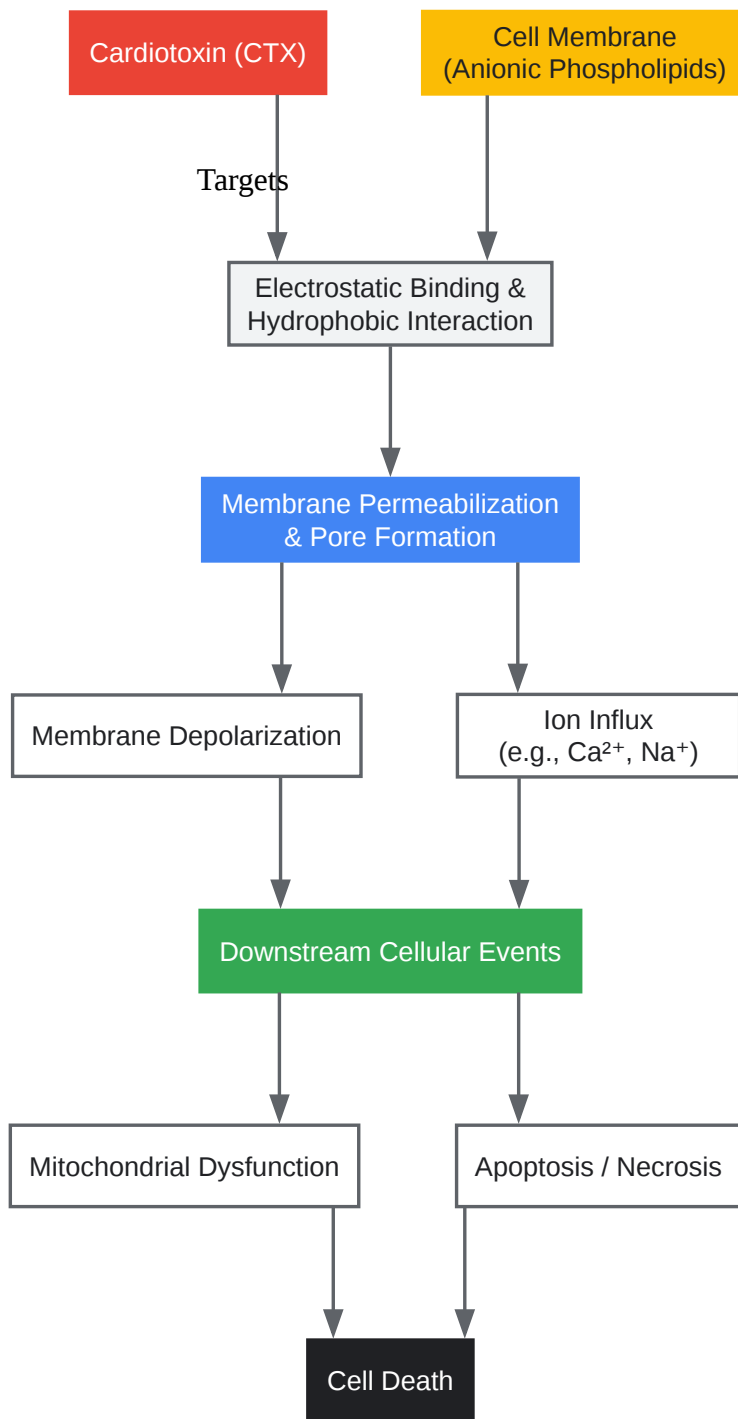 Cardiotoxin (CTX)
Cell Membrane
(Anionic Phospholipids)
Targets
Electrostatic Binding &
Hydrophobic Interaction
Membrane Permeabilization
& Pore Formation
Membrane Depolarization
Ion Influx
(e.g., Ca²⁺, Na⁺)
Downstream Cellular Events
Mitochondrial Dysfunction
Apoptosis / Necrosis
Cell Death